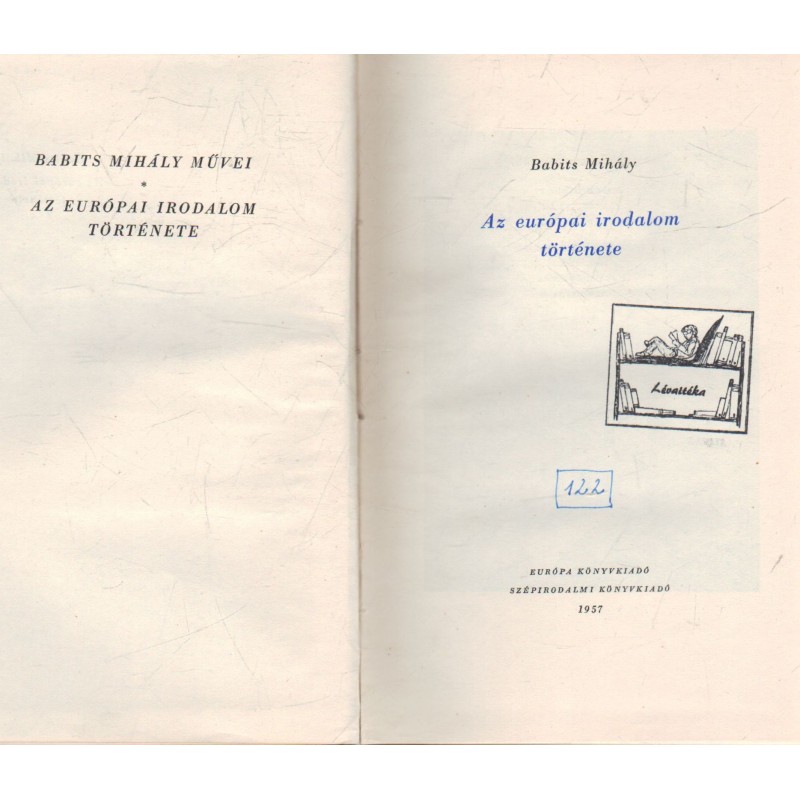 BABITS MIHÁLY MŰVEI
*
AZ EURÓPAI IRODALOM
TÖRTÉNETE
Babits Mihály
Az európai irodalom
története
Lévaitéka
122
EURÓPA KÖNYVKIADÓ
SZÉPIRODALMI KÖNYVKIADÓ
1957